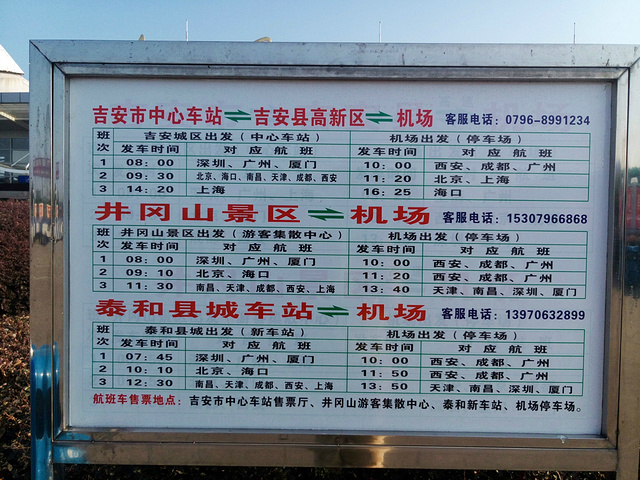 吉安市中心车站⇌吉安县高新区⇌机场 客服电话：0796-8991234
班次 吉安城区出发（中心车站） 机场出发（停车场）
发车时间 对应航班 发车时间 对应航班
1 08：00 深圳、广州、厦门 10：00 西安、成都、广州
2 09：30 北京、海口、南昌、天津、成都、西安 11：20 北京、上海
3 14：20 上海 16：25 海口
井冈山景区⇌机场 客服电话：15307966868
班次 井冈山景区出发（游客集散中心） 机场出发（停车场）
发车时间 对应航班 发车时间 对应航班
1 08：00 深圳、广州、厦门 10：00 西安、成都、广州
2 09：10 北京、海口 11：20 西安、成都、广州
3 11：30 南昌、天津、成都、西安、上海 13：40 天津、南昌、深圳、厦门
泰和县城车站⇌机场 客服电话：13970632899
班次 泰和县城出发（新车站） 机场出发（停车场）
发车时间 对应航班 发车时间 对应航班
1 07：45 深圳、广州、厦门 10：00 西安、成都、广州
2 10：10 北京、海口 11：50 西安、成都、广州
3 12：30 南昌、天津、成都、西安、上海 13：50 天津、南昌、深圳、厦门
航班车售票地点：吉安市中心车站售票厅、井冈山游客集散中心、泰和新车站、机场停车场。